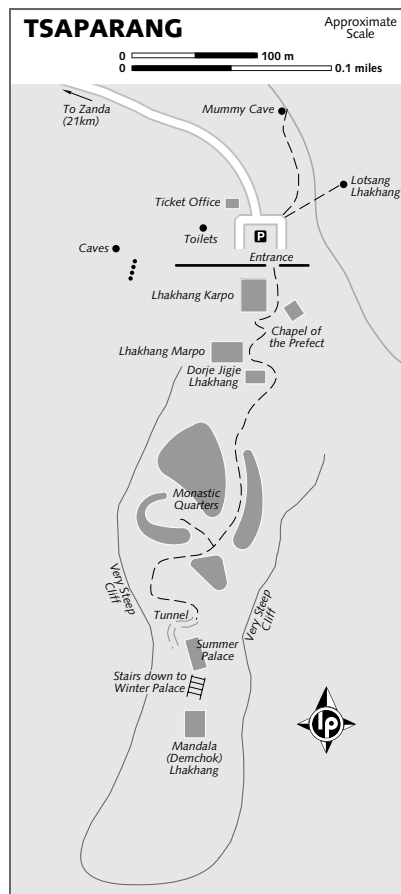 TSAPARANG
Approximate
Scale
0 100 m
0 0.1 miles
To Zanda
(21km)
Mummy Cave
Lotsang
Lhakhang
Ticket Office
P
Toilets
Caves
Entrance
Lhakhang Karpo
Chapel of
the Prefect
Lhakhang Marpo
Dorje Jigje
Lhakhang
Monastic
Quarters
Very Steep
Cliff
Very Steep
Cliff
Tunnel
Summer
Palace
Stairs down to
Winter Palace
lp
Mandala
(Demchok)
Lhakhang